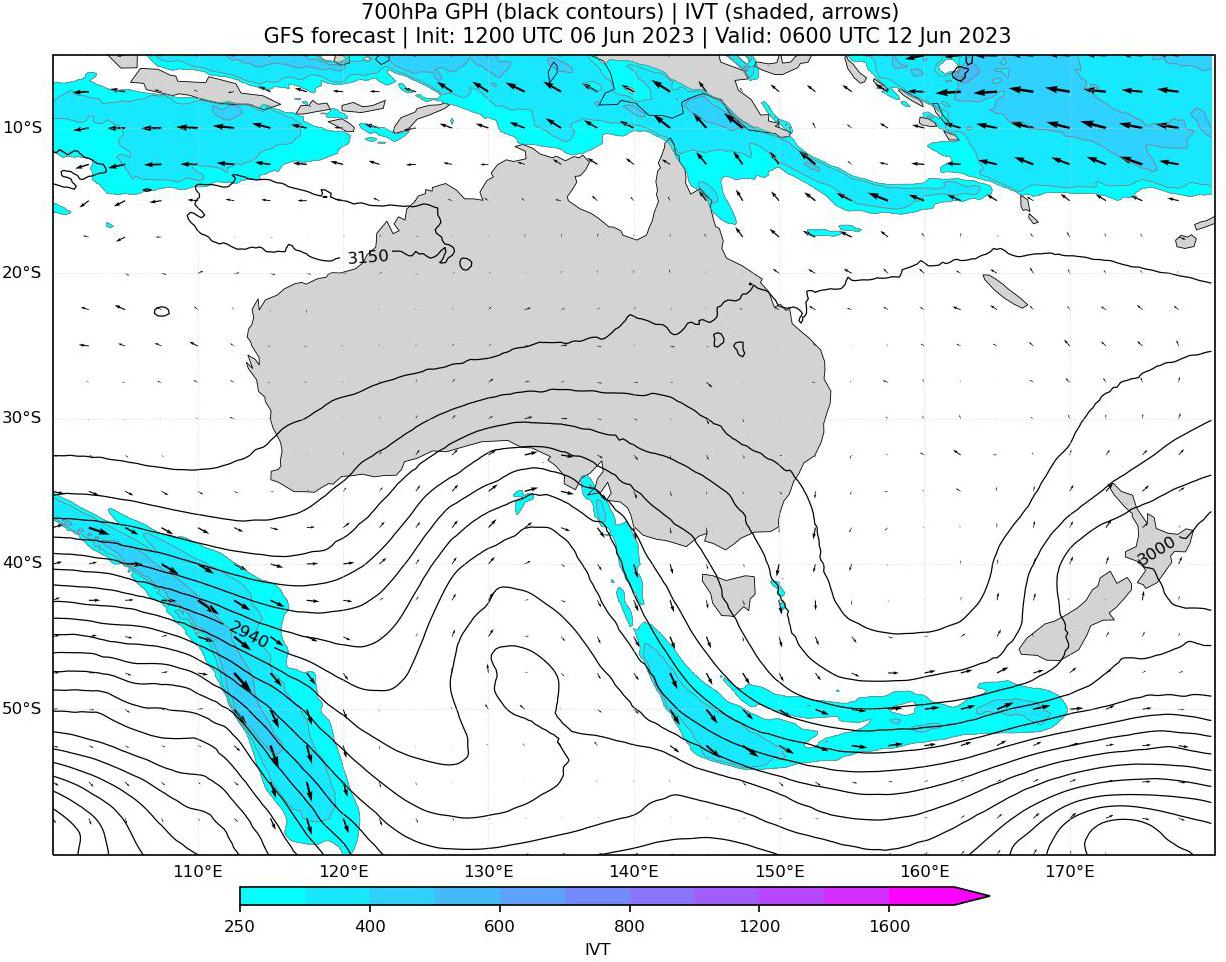 700hPa GPH (black contours) | IVT (shaded, arrows)
GFS forecast | Init: 1200 UTC 06 Jun 2023 | Valid: 0600 UTC 12 Jun 2023
10°S
20°S
30°S
40°S
50°S
3150
3000
2940
110°E 120°E 130°E 140°E 150°E 160°E 170°E
250 400 600 800 1200 1600
IVT